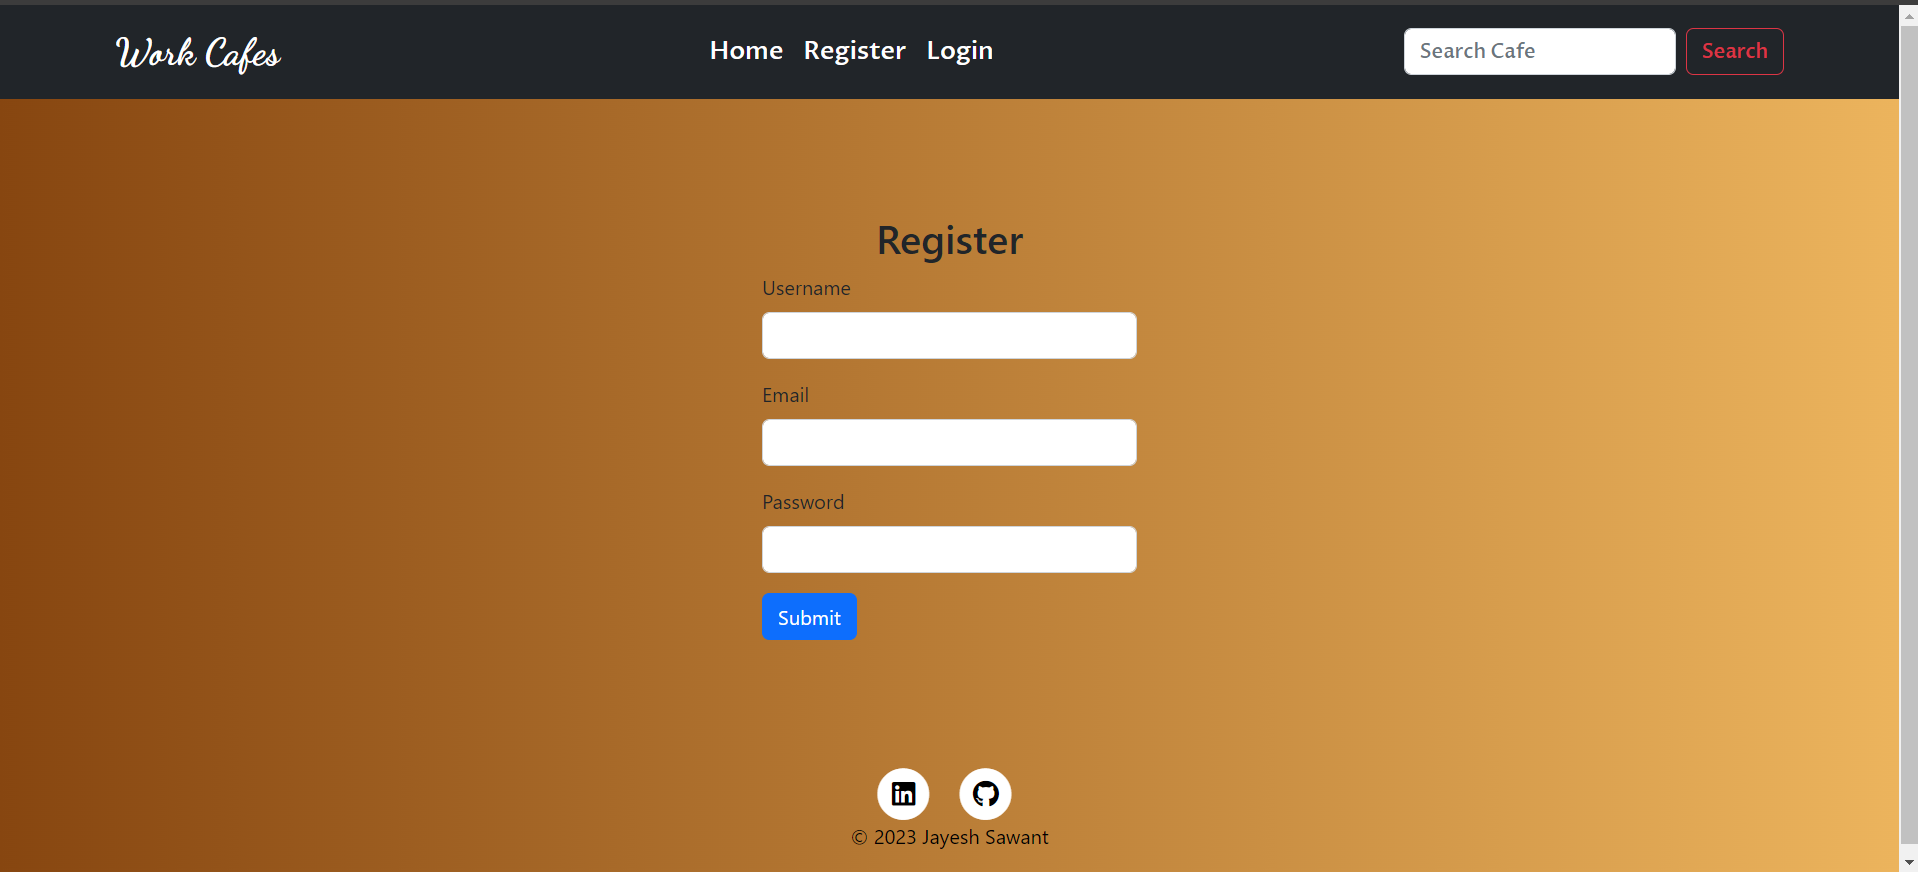 Work Cafes
Home Register Login
Search Cafe
Search
Register
Username
Email
Password
Submit
© 2023 Jayesh Sawant